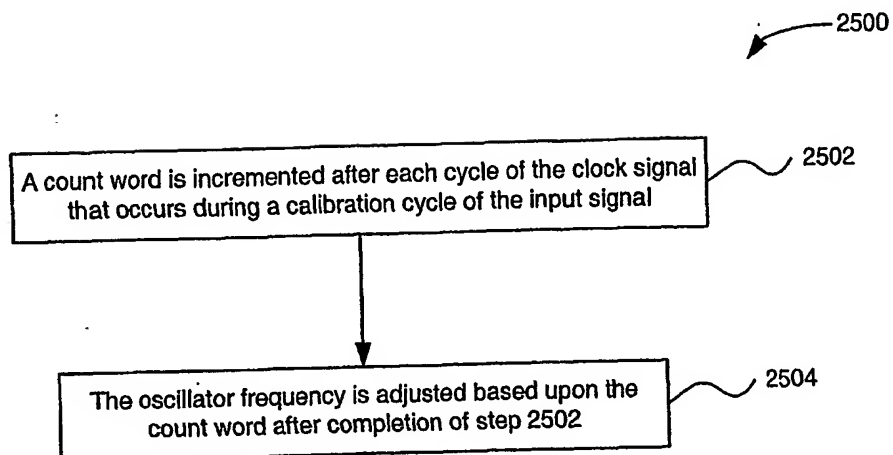 2500
A count word is incremented after each cycle of the clock signal
that occurs during a calibration cycle of the input signal
2502
The oscillator frequency is adjusted based upon the
count word after completion of step 2502
2504